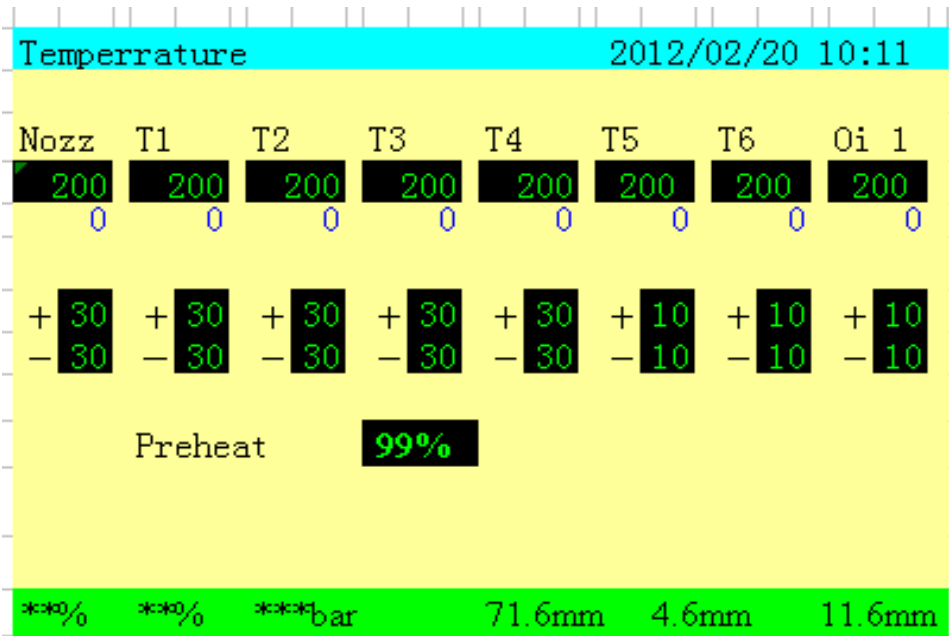 Temperrature 2012/02/20 10:11
Nozz T1 T2 T3 T4 T5 T6 Oi 1
200 200 200 200 200 200 200 200
0 0 0 0 0 0 0 0
+ 30 + 30 + 30 + 30 + 30 + 10 + 10 + 10
- 30 - 30 - 30 - 30 - 30 - 10 - 10 - 10
Preheat 99%
**% **% ***bar 71.6mm 4.6mm 11.6mm